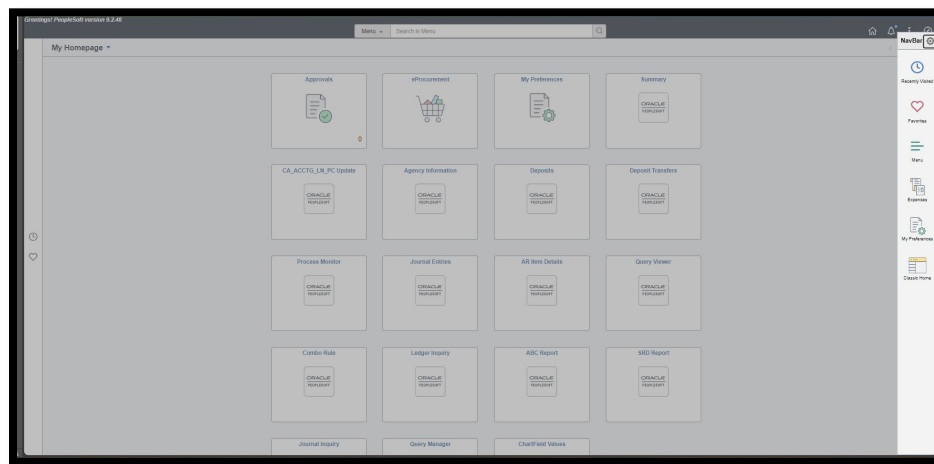 Greetings! PeopleSoft version 9.2.48
Menu Search in Menu
My Homepage
NavBar
Approvals eProcurement My Preferences Summary
ORACLE
PEOPLESOFT
0
CA_ACCTG_LN_PC Update Agency Information Deposits Deposit Transfers
ORACLE ORACLE ORACLE ORACLE
PEOPLESOFT PEOPLESOFT PEOPLESOFT PEOPLESOFT
Process Monitor Journal Entries AR Item Details Query Viewer
ORACLE ORACLE ORACLE ORACLE
PEOPLESOFT PEOPLESOFT PEOPLESOFT PEOPLESOFT
Combo Rule Ledger Inquiry ABC Report SRD Report
ORACLE ORACLE ORACLE ORACLE
PEOPLESOFT PEOPLESOFT PEOPLESOFT PEOPLESOFT
Journal Inquiry Query Manager ChartField Values
Recently Visited
Favorites
Menu
Expenses
My Preferences
Classic Home